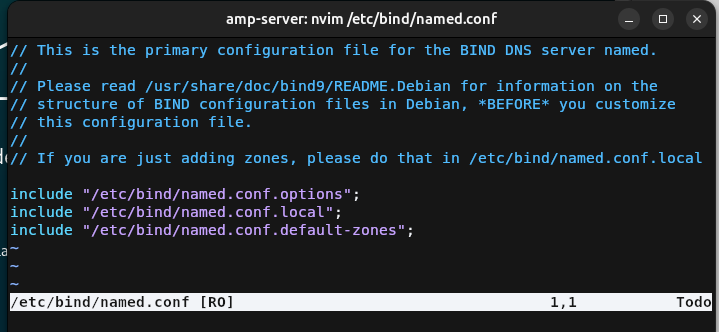 amp-server: nvim /etc/bind/named.conf
// This is the primary configuration file for the BIND DNS server named.
//
// Please read /usr/share/doc/bind9/README.Debian for information on the
// structure of BIND configuration files in Debian, *BEFORE* you customize
// this configuration file.
//
// If you are just adding zones, please do that in /etc/bind/named.conf.local
include "/etc/bind/named.conf.options";
include "/etc/bind/named.conf.local";
include "/etc/bind/named.conf.default-zones";
~
~
~
/etc/bind/named.conf [RO] 1,1 Todo